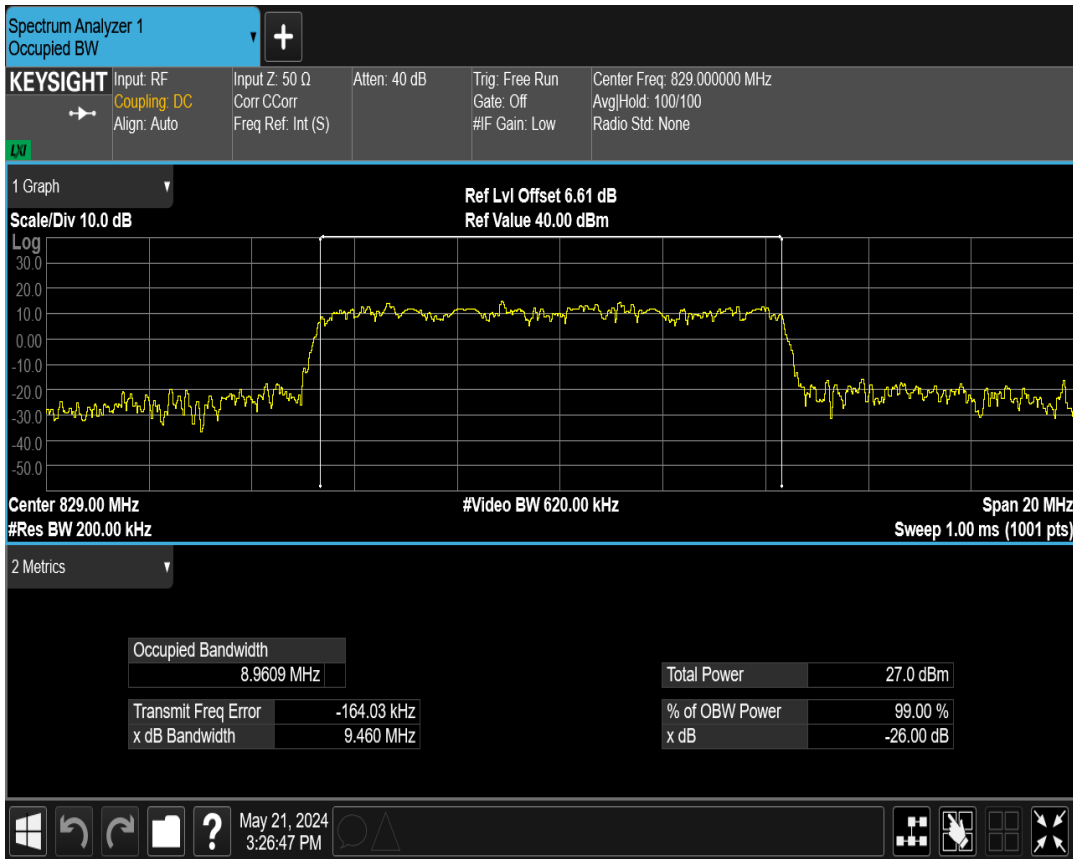 Spectrum Analyzer 1
Occupied BW
KEYSIGHT
LXI
Input: RF
Coupling: DC
Align: Auto
Input Z: 50 Ω
Corr CCorr
Freq Ref: Int (S)
Atten: 40 dB
Trig: Free Run
Gate: Off
#IF Gain: Low
Center Freq: 829.000000 MHz
Avg|Hold: 100/100
Radio Std: None
1 Graph
Scale/Div 10.0 dB
Ref Lvl Offset 6.61 dB
Ref Value 40.00 dBm
Log
30.0
20.0
10.0
0.00
-10.0
-20.0
-30.0
-40.0
-50.0
Center 829.00 MHz
#Res BW 200.00 kHz
#Video BW 620.00 kHz
Span 20 MHz
Sweep 1.00 ms (1001 pts)
2 Metrics
Occupied Bandwidth
8.9609 MHz
Transmit Freq Error -164.03 kHz
x dB Bandwidth 9.460 MHz
Total Power 27.0 dBm
% of OBW Power 99.00 %
x dB -26.00 dB
May 21, 2024
3:26:47 PM